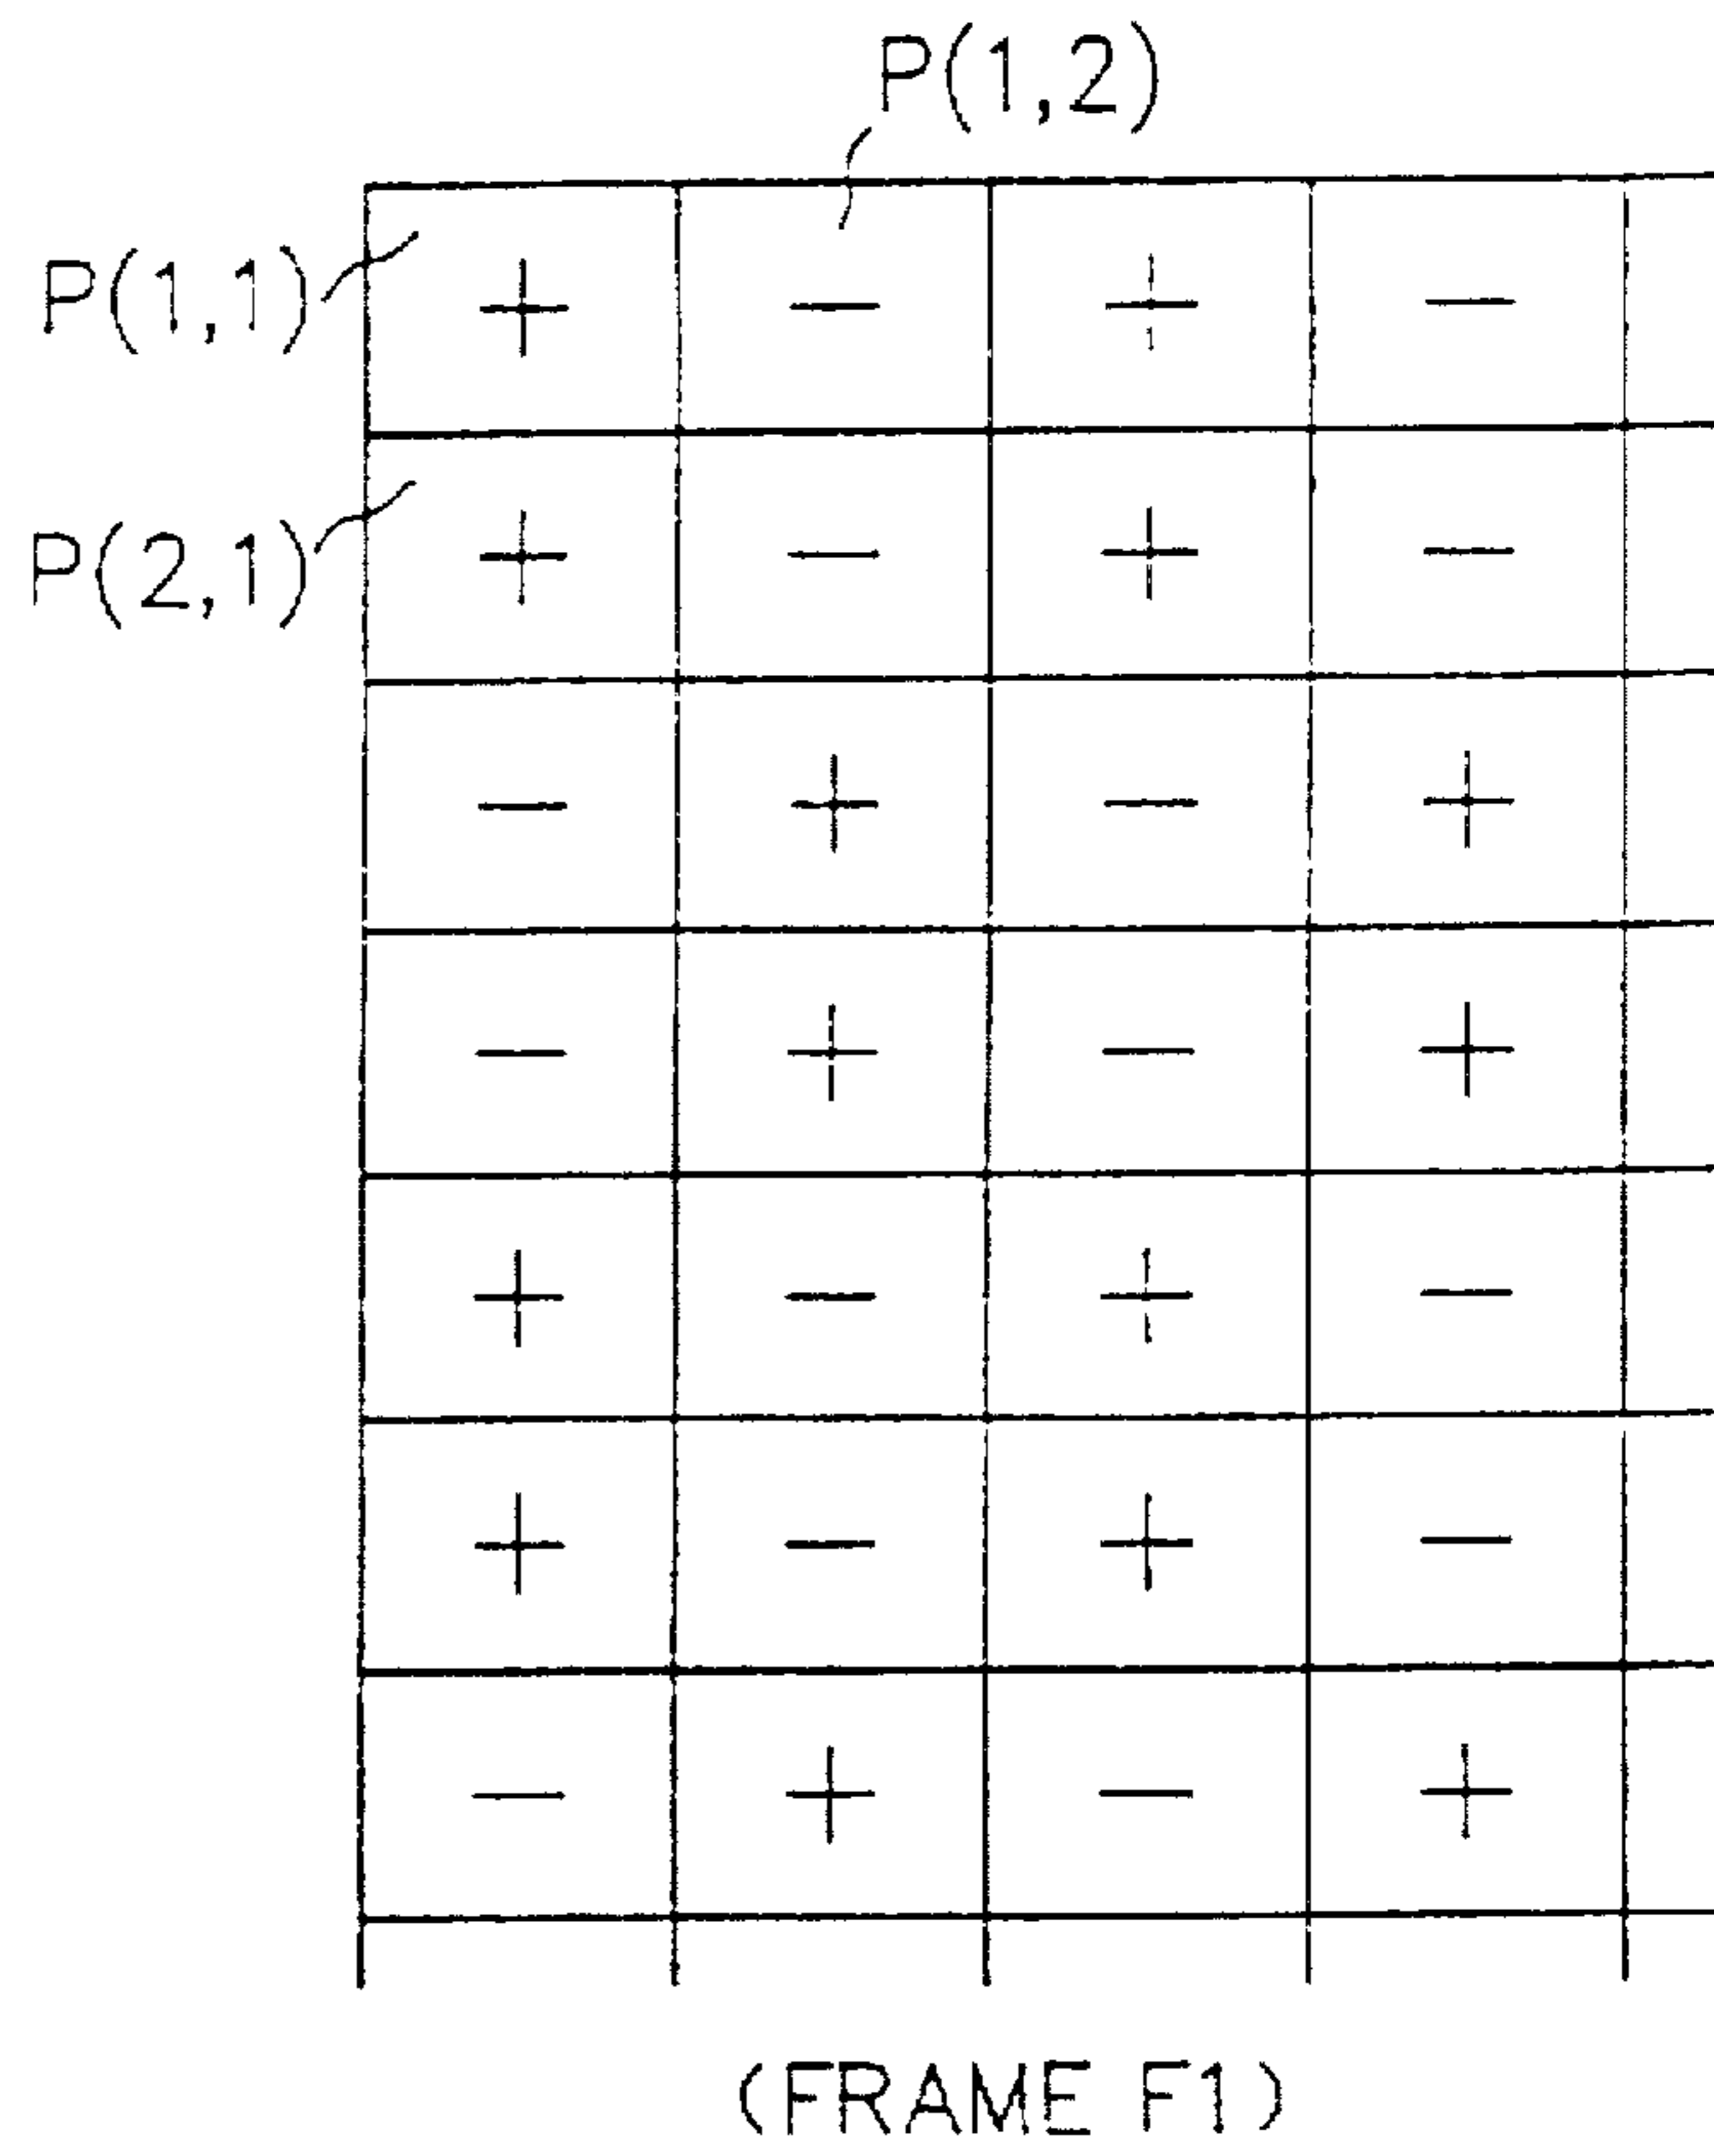 P(1,2)
P(1,1)
+ − + −
P(2,1)
+ − + −
− + − +
− + − +
+ − + −
+ − + −
− + − +
(FRAME F1)